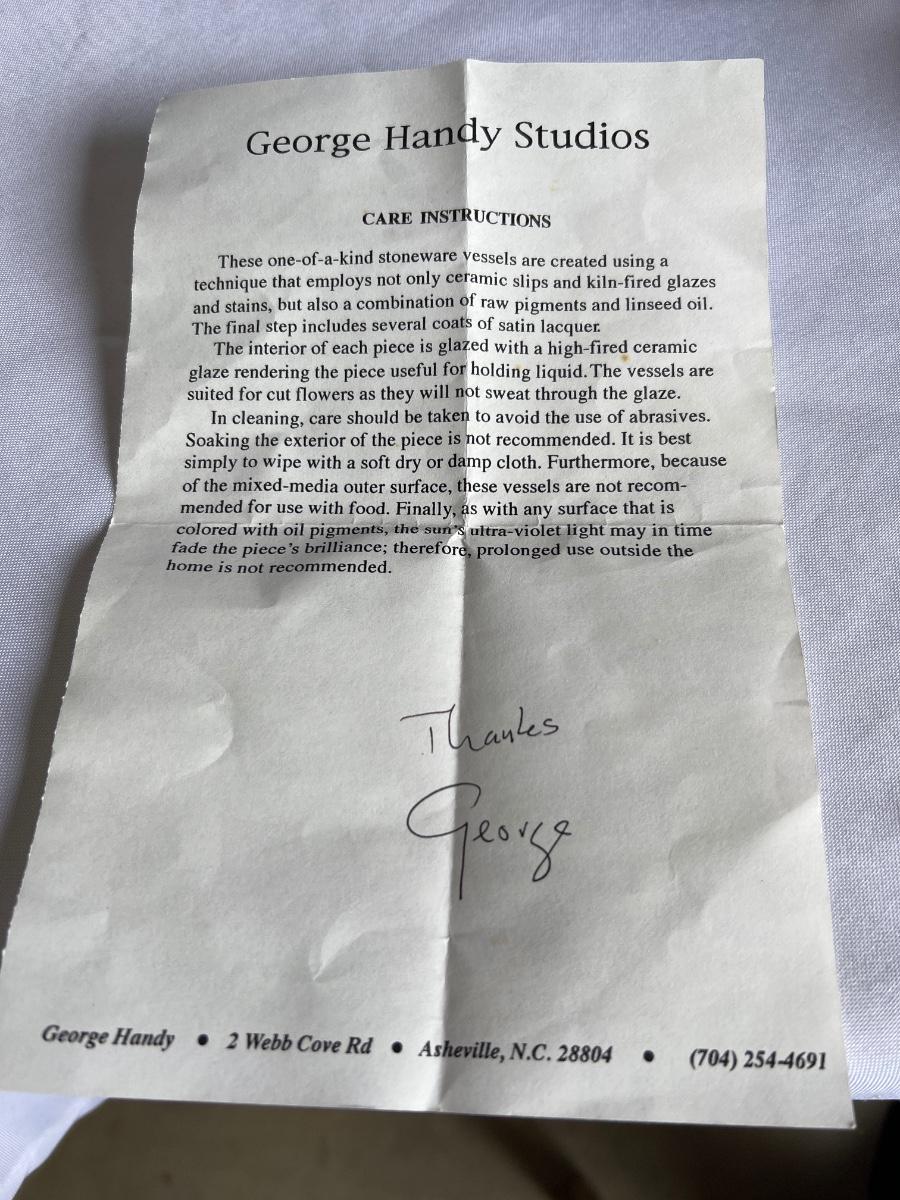 George Handy Studios
CARE INSTRUCTIONS
These one-of-a-kind stoneware vessels are created using a
technique that employs not only ceramic slips and kiln-fired glazes
and stains, but also a combination of raw pigments and linseed oil.
The final step includes several coats of satin lacquer.
The interior of each piece is glazed with a high-fired ceramic
glaze rendering the piece useful for holding liquid. The vessels are
suited for cut flowers as they will not sweat through the glaze.
In cleaning, care should be taken to avoid the use of abrasives.
Soaking the exterior of the piece is not recommended. It is best
simply to wipe with a soft dry or damp cloth. Furthermore, because
of the mixed-media outer surface, these vessels are not recom-
mended for use with food. Finally, as with any surface that is
colored with oil pigments, the sun's ultra-violet light may in time
fade the piece's brilliance; therefore, prolonged use outside the
home is not recommended.
Thanks
George
George Handy • 2 Webb Cove Rd • Asheville, N.C. 28804 • (704) 254-4691